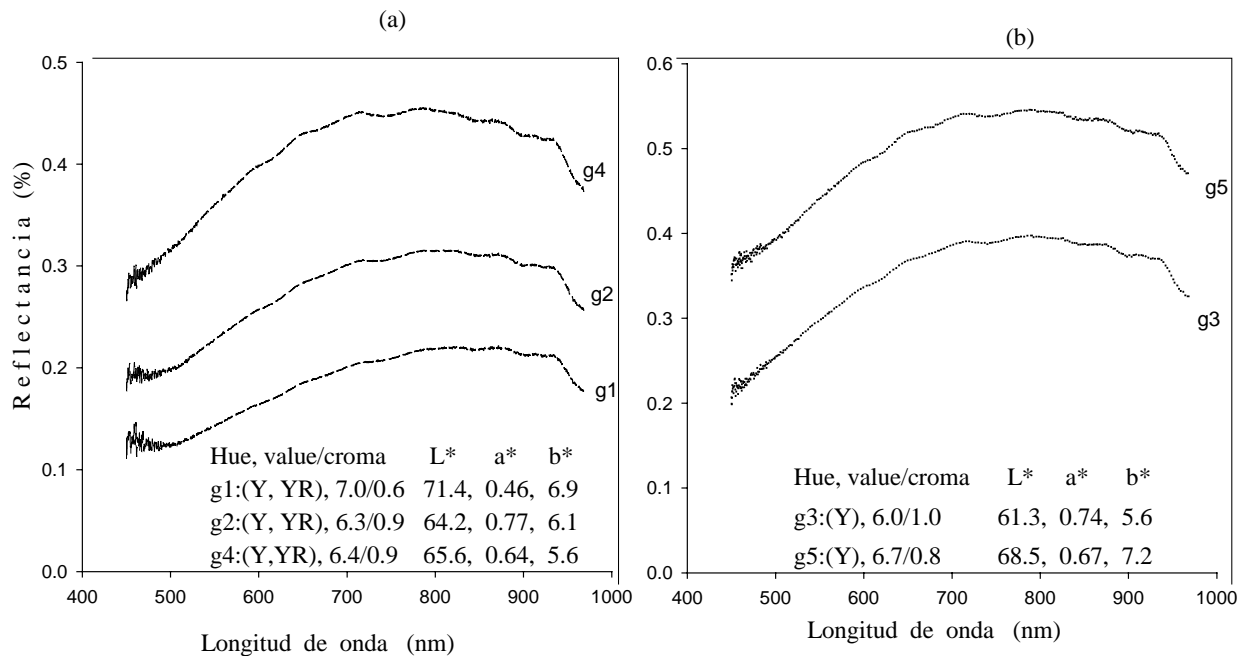 (a)
Reflectancia (%)
0.5
0.4
0.3
0.2
0.1
0.0
g4
g2
g1
Hue, value/croma L* a* b*
g1:(Y, YR), 7.0/0.6 71.4, 0.46, 6.9
g2:(Y, YR), 6.3/0.9 64.2, 0.77, 6.1
g4:(Y,YR), 6.4/0.9 65.6, 0.64, 5.6
400 500 600 700 800 900 1000
Longitud de onda (nm)
(b)
0.6
0.5
0.4
0.3
0.2
0.1
0.0
g5
g3
Hue, value/croma L* a* b*
g3:(Y), 6.0/1.0 61.3, 0.74, 5.6
g5:(Y), 6.7/0.8 68.5, 0.67, 7.2
400 500 600 700 800 900 1000
Longitud de onda (nm)